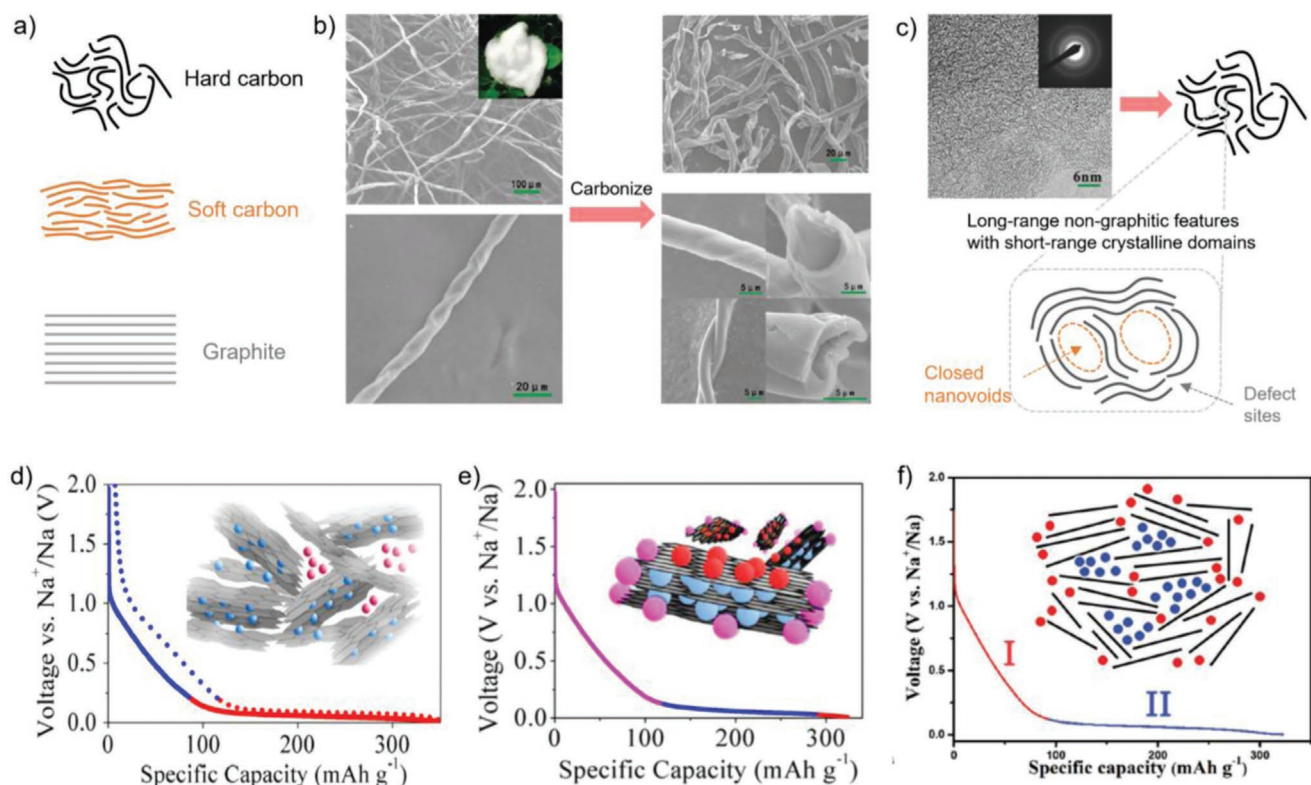 a)
Hard carbon
Soft carbon
Graphite
b)
100 μm
20 μm
Carbonize
20 μm
5 μm
5 μm
5 μm
5 μm
c)
6nm
Long-range non-graphitic features
with short-range crystalline domains
Closed
nanovoids
Defect
sites
d)
Voltage vs. Na⁺/Na (V)
2.0
1.5
1.0
0.5
0.0
0
100
200
300
Specific Capacity (mAh g⁻¹)
e)
Voltage (V vs. Na⁺/Na)
2.0
1.5
1.0
0.5
0.0
0
100
200
300
Specific Capacity (mAh g⁻¹)
f)
Voltage (V vs. Na⁺/Na)
2.0
1.5
1.0
0.5
0.0
I
II
0
100
200
300
Specific capacity (mAh g⁻¹)